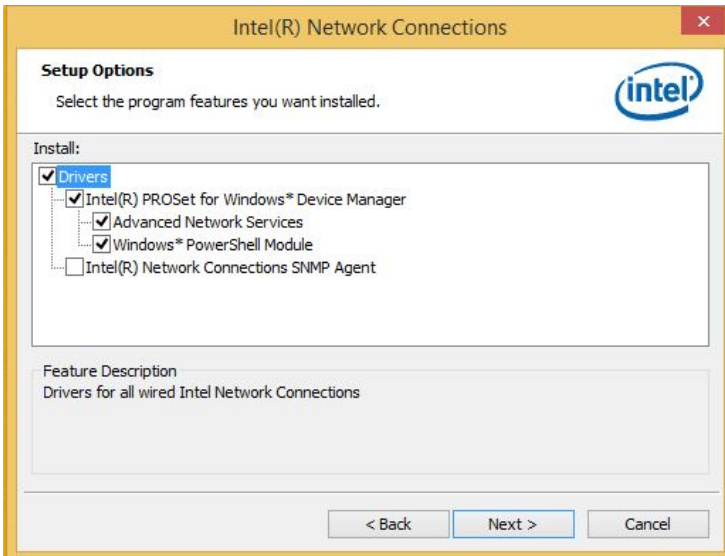 Intel(R) Network Connections
Setup Options
Select the program features you want installed.
intel
Install:
Drivers
Intel(R) PROSet for Windows* Device Manager
Advanced Network Services
Windows* PowerShell Module
Intel(R) Network Connections SNMP Agent
Feature Description
Drivers for all wired Intel Network Connections
< Back Next > Cancel